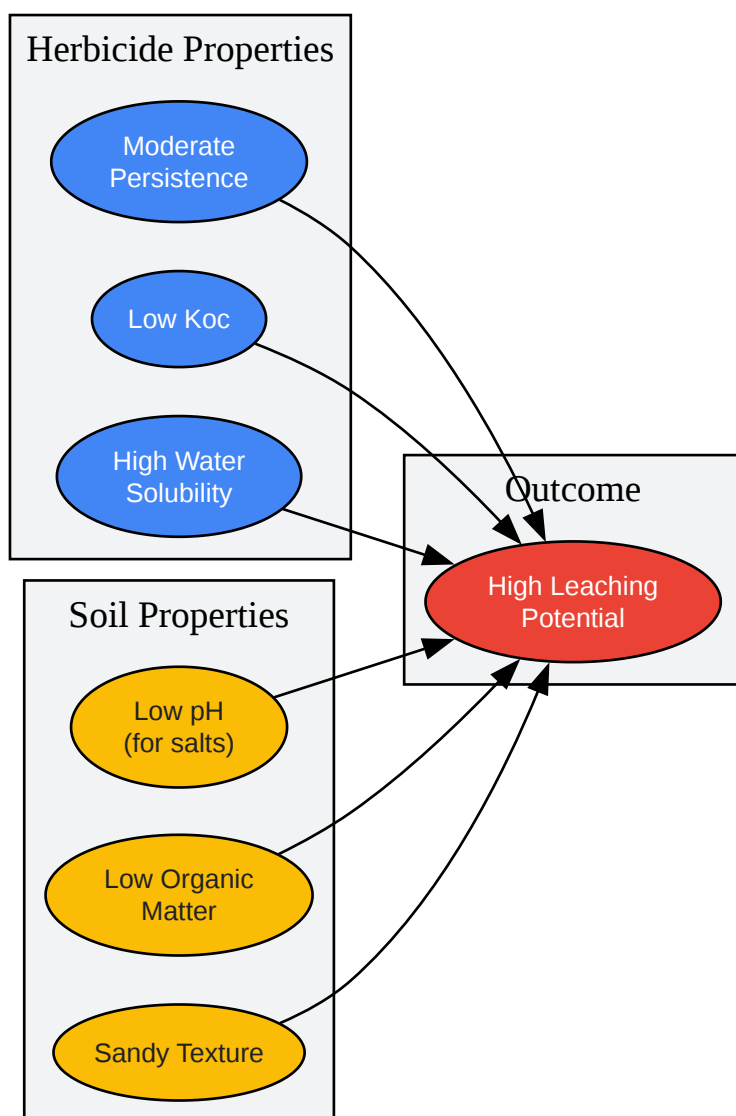 Herbicide Properties
Moderate
Persistence
Low Koc
High Water
Solubility
Outcome
High Leaching
Potential
Soil Properties
Low pH
(for salts)
Low Organic
Matter
Sandy Texture